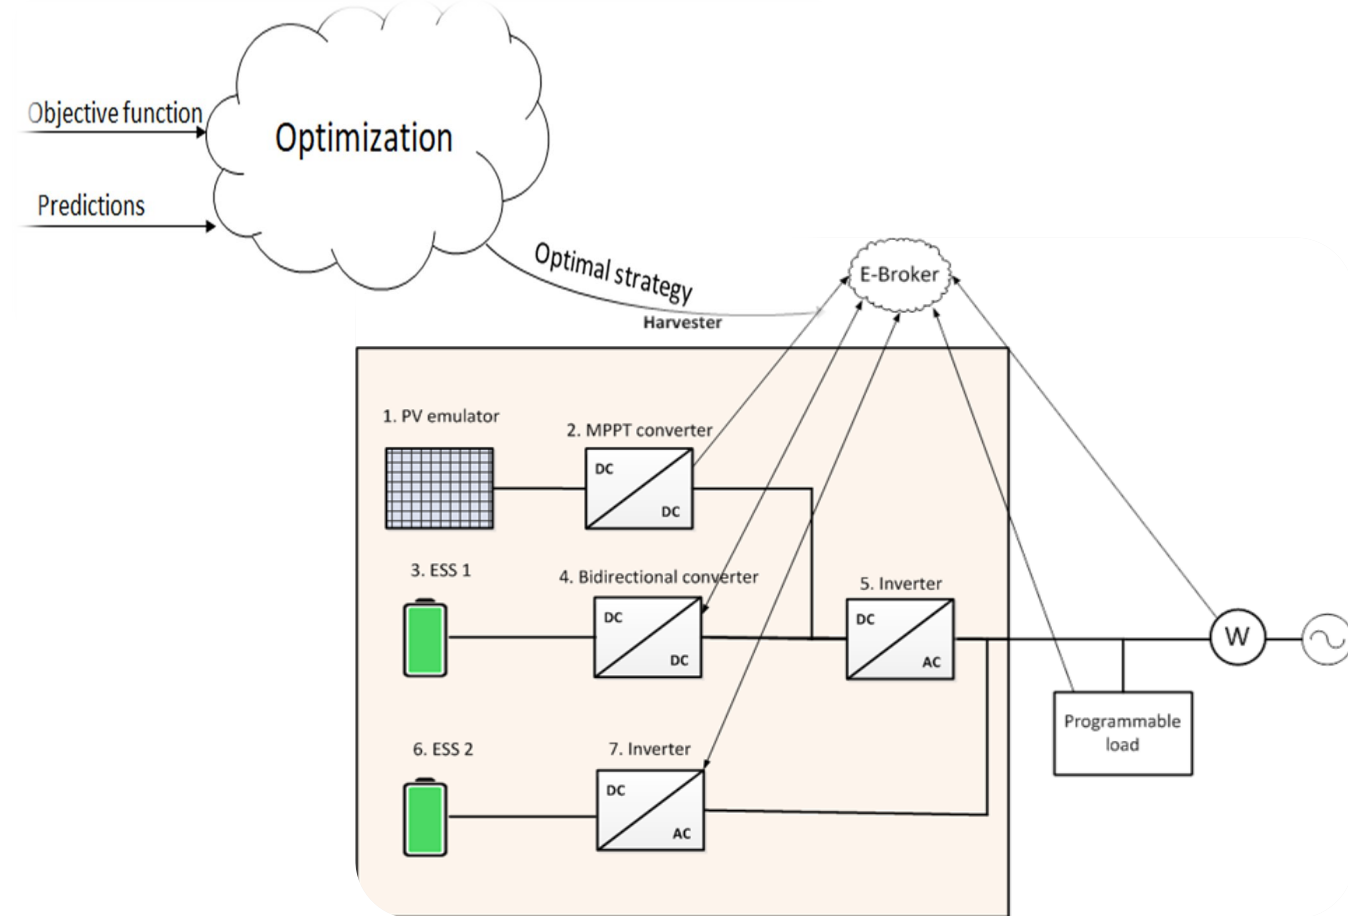 Objective function
Optimization
Predictions
Optimal strategy
Harvester
E-Broker
1. PV emulator
2. MPPT converter
DC
DC
3. ESS 1
4. Bidirectional converter
5. Inverter
DC
DC
DC
AC
W
Programmable
load
6. ESS 2
7. Inverter
DC
AC